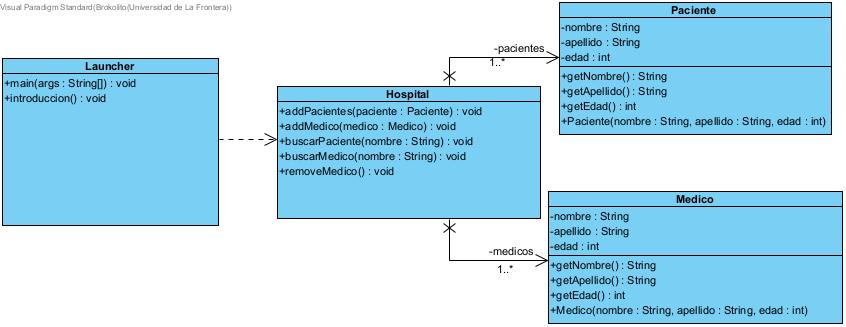 Visual Paradigm Standard(Brokolito(Universidad de La Frontera))
Launcher
+main(args : String[]) : void
+introduccion() : void
Hospital
+addPacientes(paciente : Paciente) : void
+addMedico(medico : Medico) : void
+buscarPaciente(nombre : String) : void
+buscarMedico(nombre : String) : void
+removeMedico() : void
-pacientes
1..*
Paciente
-nombre : String
-apellido : String
-edad : int
+getNombre() : String
+getApellido() : String
+getEdad() : int
+Paciente(nombre : String, apellido : String, edad : int)
-medicos
1..*
Medico
-nombre : String
-apellido : String
-edad : int
+getNombre() : String
+getApellido() : String
+getEdad() : int
+Medico(nombre : String, apellido : String, edad : int)